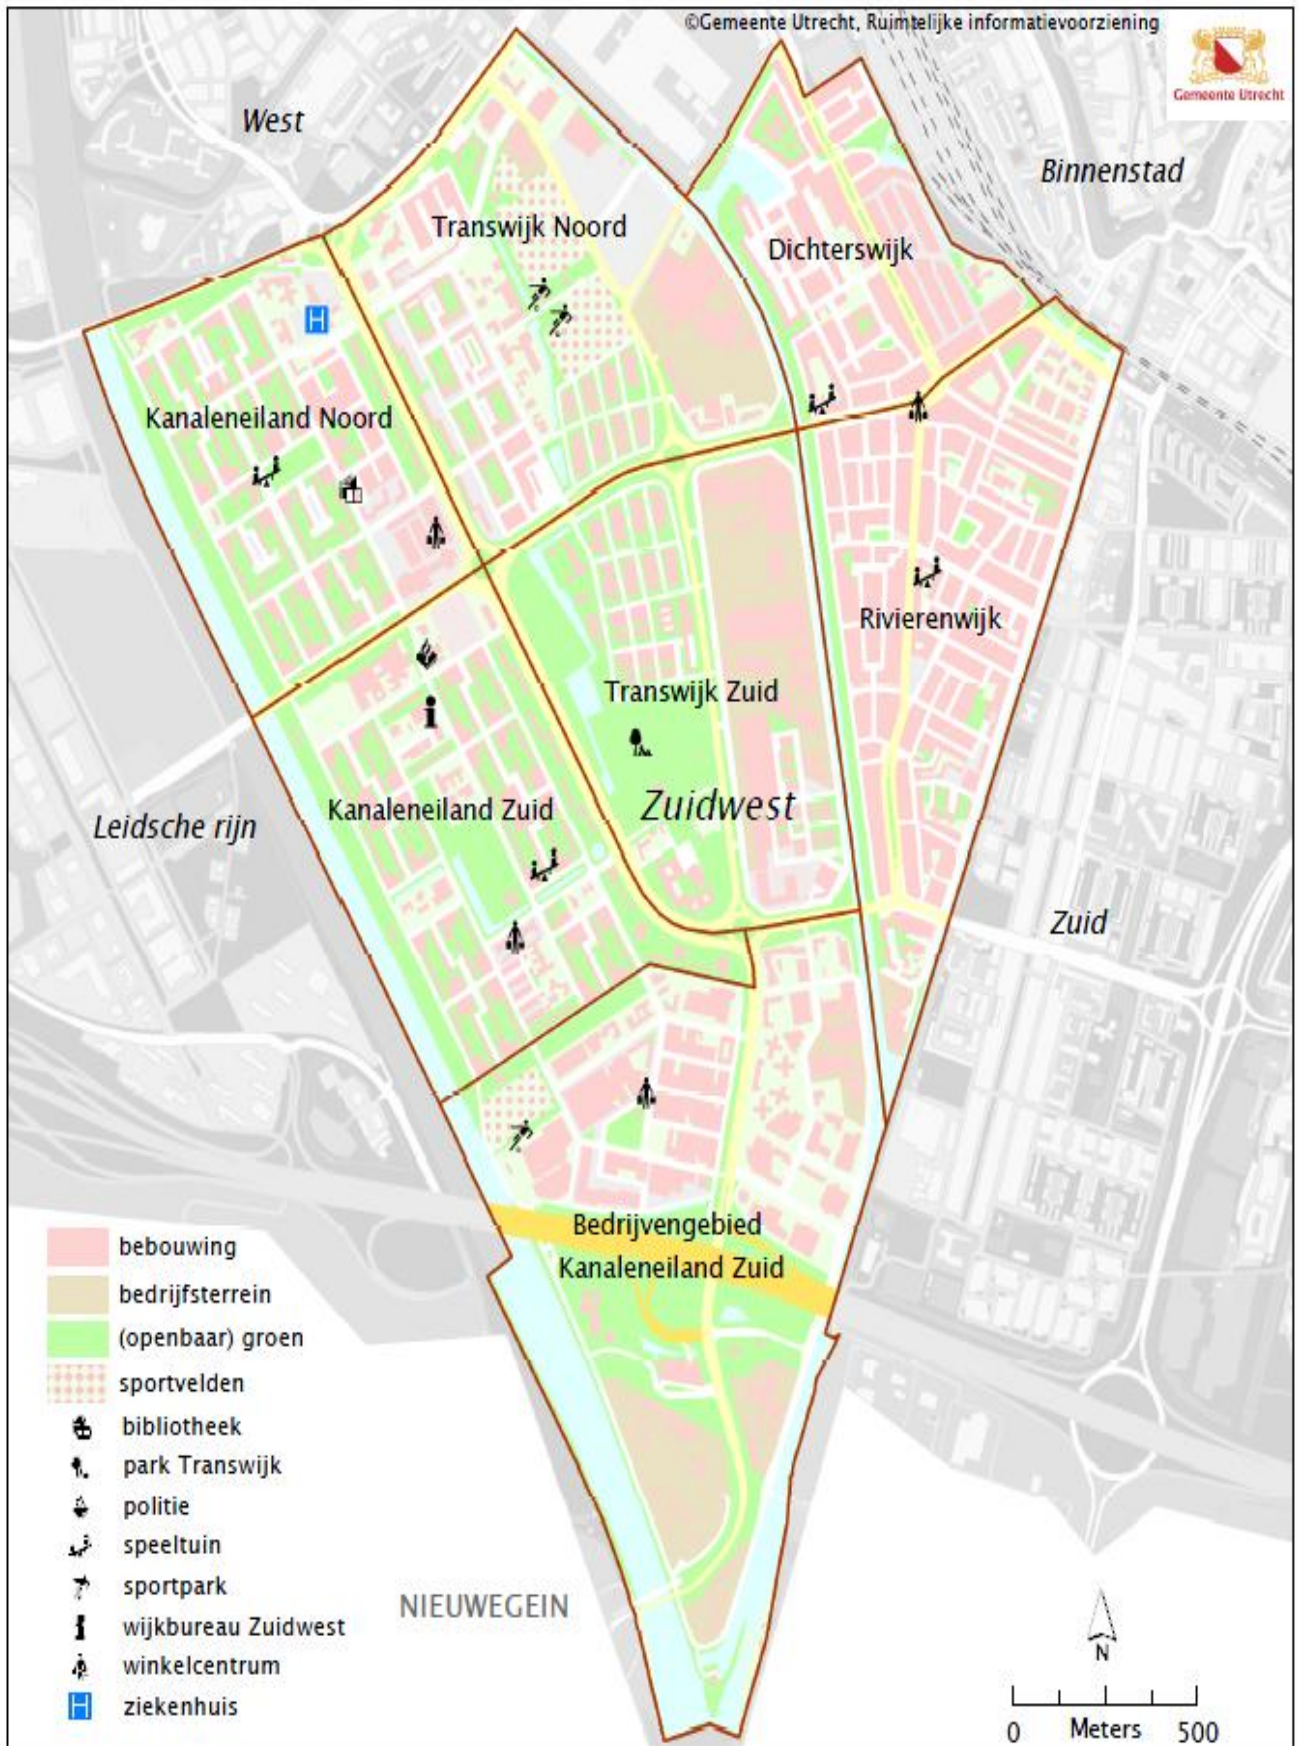 ©Gemeente Utrecht, Ruimtelijke informatievoorziening
Gemeente Utrecht
West
Binnenstad
Transwijk Noord
Dichterswijk
H
Kanaleneiland Noord
Rivierenwijk
Transwijk Zuid
Zuidwest
Kanaleneiland Zuid
Leidsche rijn
Zuid
Bedrijvengebied
Kanaleneiland Zuid
bebouwing
bedrijfsterrein
(openbaar) groen
sportvelden
bibliotheek
park Transwijk
politie
speeltuin
sportpark
wijkbureau Zuidwest
winkelcentrum
H ziekenhuis
NIEUWEGEIN
N
0 Meters 500